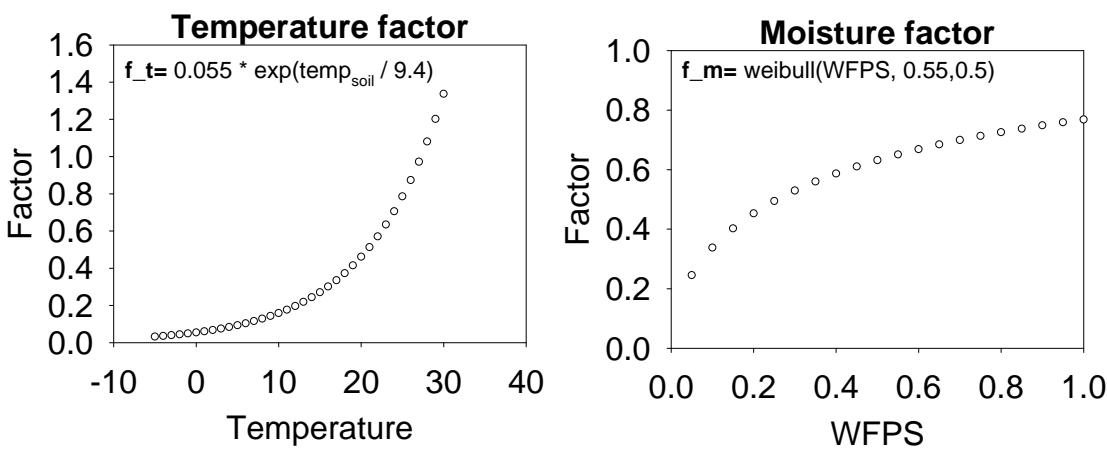 Temperature factor
f_t= 0.055 * exp(temp_soil / 9.4)
1.6
1.4
1.2
1.0
0.8
0.6
0.4
0.2
0.0
Factor
-10 0 10 20 30 40
Temperature
Moisture factor
f_m= weibull(WFPS, 0.55,0.5)
1.0
0.8
0.6
0.4
0.2
0.0
Factor
0.0 0.2 0.4 0.6 0.8 1.0
WFPS